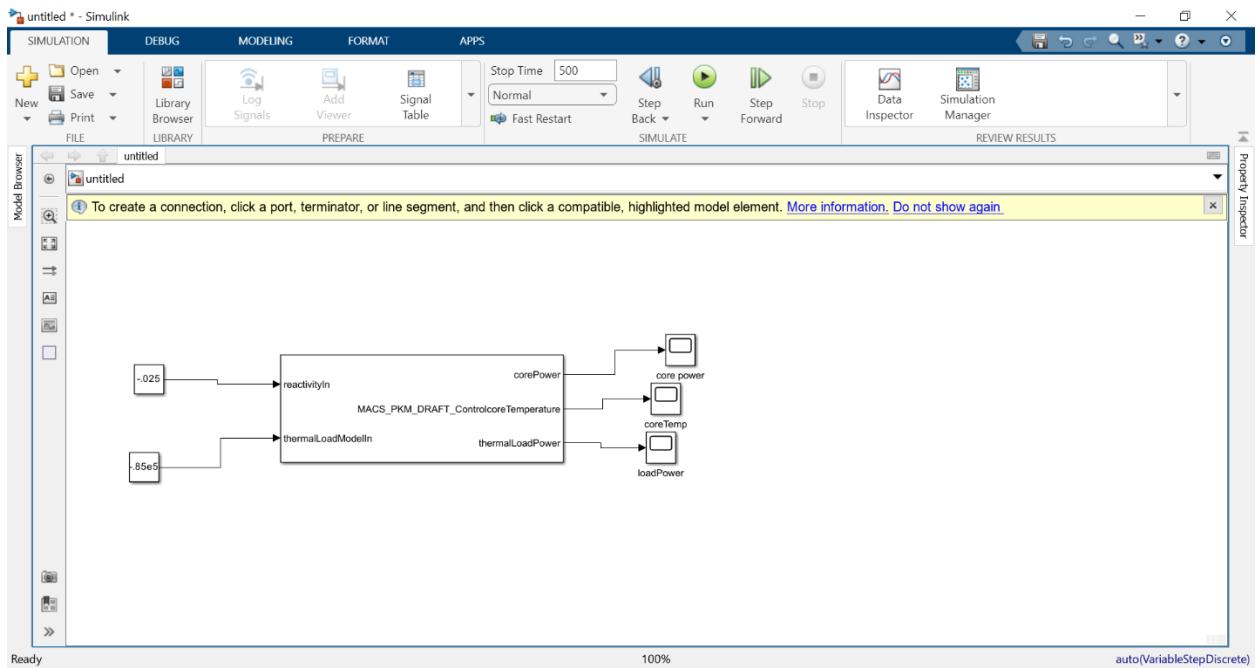 untitled * - Simulink
SIMULATION DEBUG MODELING FORMAT APPS
New
Open
Save
Print
FILE
Library Browser
LIBRARY
Log Signals
Add Viewer
Signal Table
PREPARE
Stop Time 500
Normal
Fast Restart
Step Back
Run
Step Forward
Stop
SIMULATE
Data Inspector
Simulation Manager
REVIEW RESULTS
Model Browser
untitled
untitled
Property Inspector
To create a connection, click a port, terminator, or line segment, and then click a compatible, highlighted model element. More information. Do not show again
-.025
reactivityIn
corePower
core power
MACS_PKM_DRAFT_ControlcoreTemperature
coreTemp
thermalLoadModelIn
thermalLoadPower
loadPower
-.85e5
Ready 100% auto(VariableStepDiscrete)